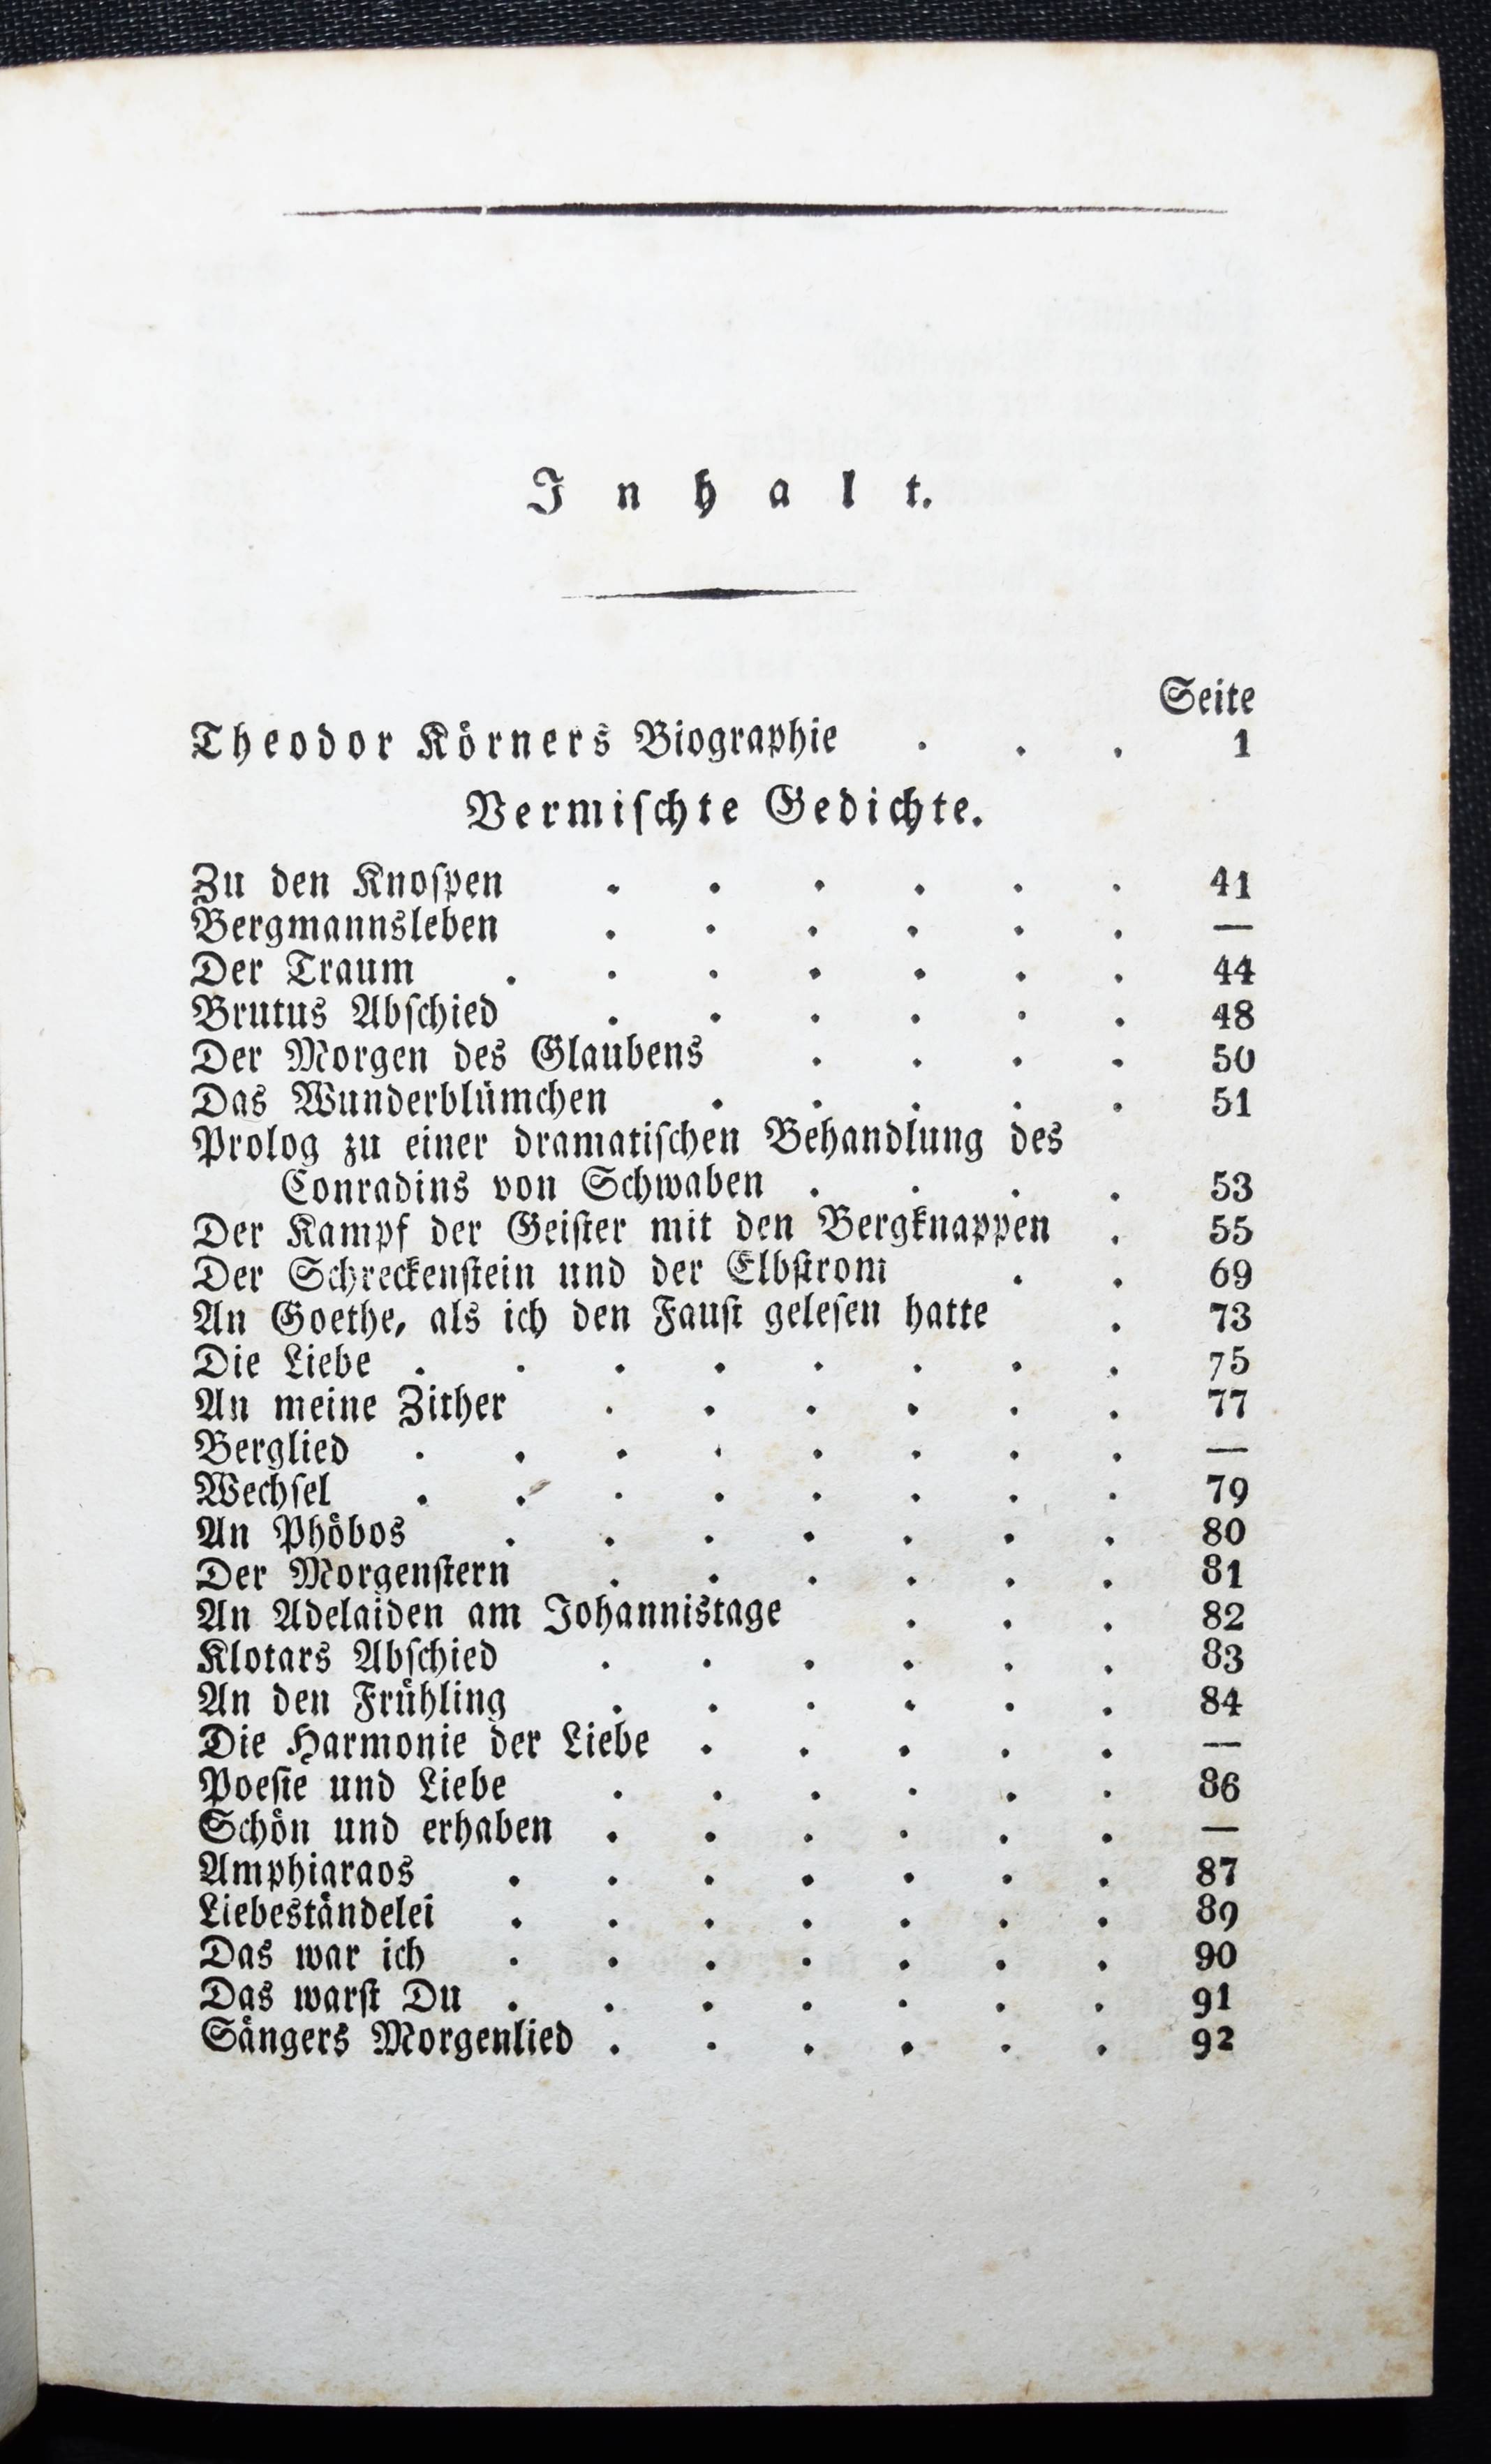 Inhalt.
Seite
Theodor Körners Biographie . . . 1
Vermiſchte Gedichte.
Zu den Knoſpen . . . . . . 41
Bergmannsleben . . . . . . —
Der Traum . . . . . . . 44
Brutus Abſchied . . . . . . 48
Der Morgen des Glaubens . . . . 50
Das Wunderblümchen . . . . . 51
Prolog zu einer dramatiſchen Behandlung des
Conradins von Schwaben . . . . 53
Der Kampf der Geiſter mit den Bergknappen . 55
Der Schreckenſtein und der Elbſtrom . . 69
An Goethe, als ich den Fauſt geleſen hatte . 73
Die Liebe . . . . . . . . 75
An meine Zither . . . . . . 77
Berglied . . . . . . . . —
Wechſel . . . . . . . . 79
An Phöbos . . . . . . . 80
Der Morgenſtern . . . . . . 81
An Adelaiden am Johannistage . . . 82
Klotars Abſchied . . . . . . 83
An den Frühling . . . . . . 84
Die Harmonie der Liebe . . . . . —
Poeſie und Liebe . . . . . . 86
Schön und erhaben . . . . . . —
Amphiaraos . . . . . . . 87
Liebeständelei . . . . . . . 89
Das war ich . . . . . . . 90
Das warſt Du . . . . . . . 91
Sängers Morgenlied . . . . . . 92